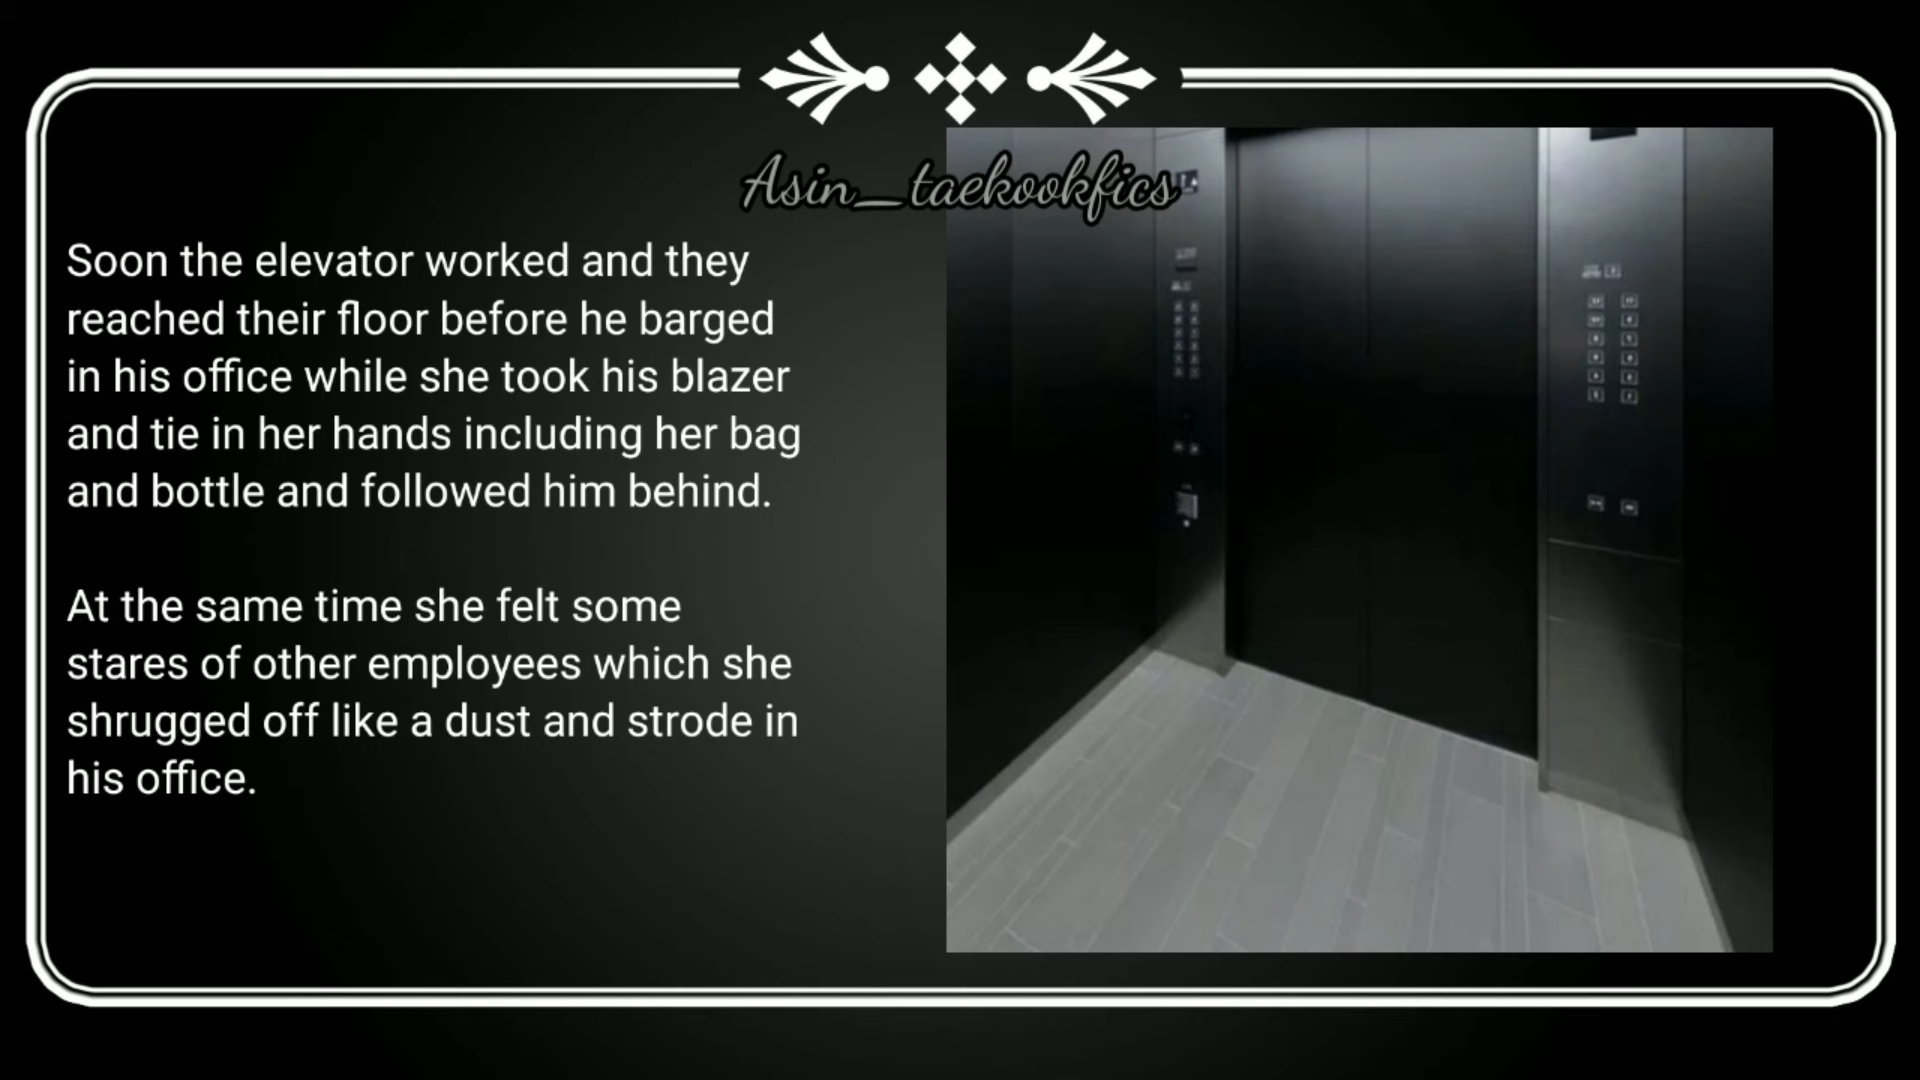 Asin_taekookfics
Soon the elevator worked and they
reached their floor before he barged
in his office while she took his blazer
and tie in her hands including her bag
and bottle and followed him behind.
At the same time she felt some
stares of other employees which she
shrugged off like a dust and strode in
his office.